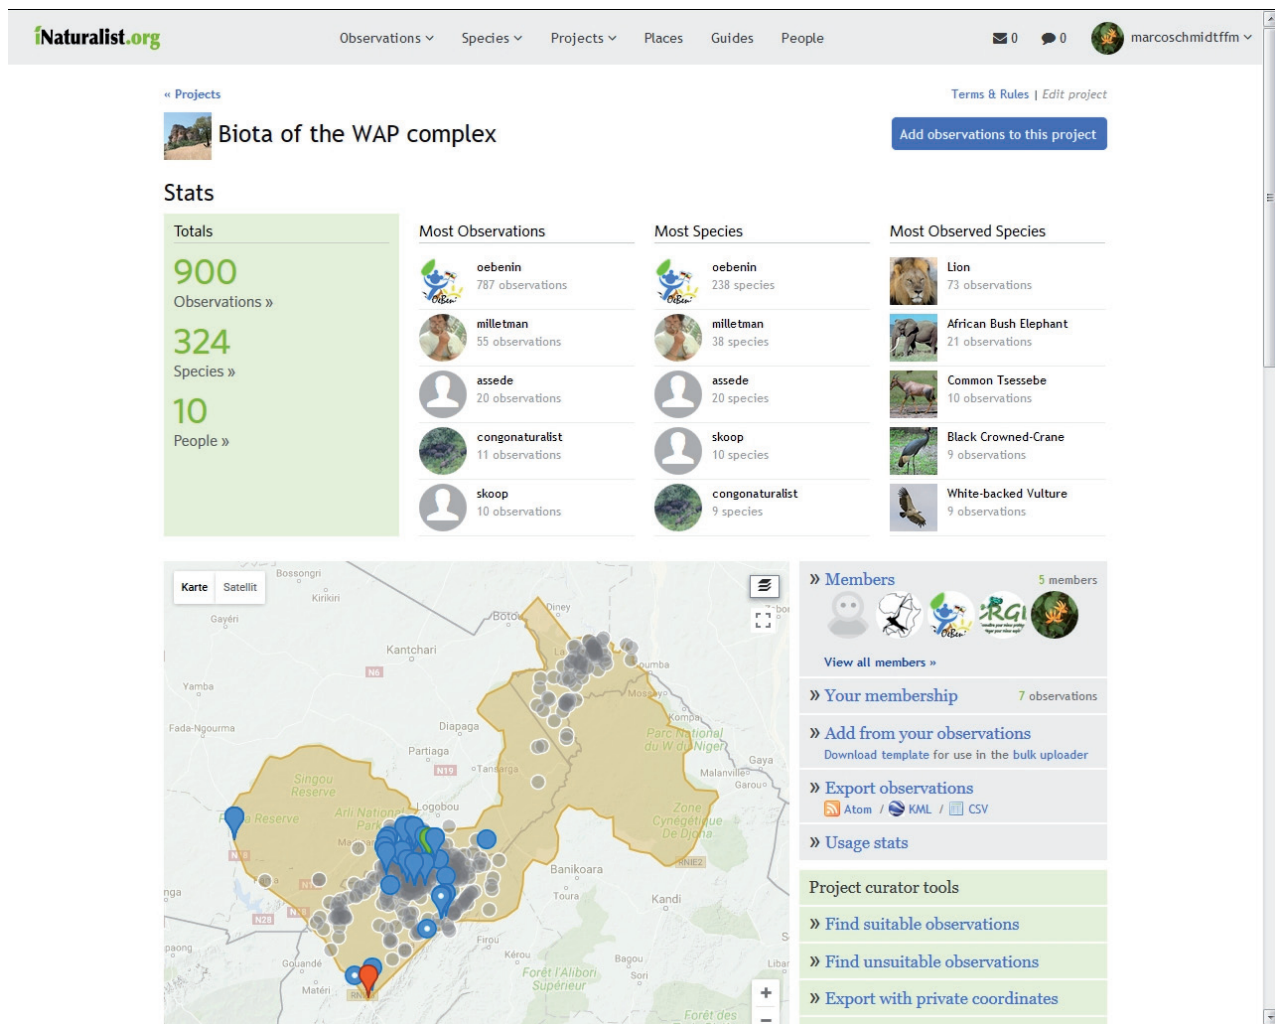 iNaturalist.org
Observations Species Projects Places Guides People
0 0 marcoschmidtffm
« Projects
Terms & Rules | Edit project
Biota of the WAP complex
Add observations to this project
Stats
Totals
900
Observations »
324
Species »
10
People »
Most Observations
oebenin
787 observations
milletman
55 observations
assede
20 observations
congonaturalist
11 observations
skoop
10 observations
Most Species
oebenin
238 species
milletman
38 species
assede
20 species
skoop
10 species
congonaturalist
9 species
Most Observed Species
Lion
73 observations
African Bush Elephant
21 observations
Common Tsessebe
10 observations
Black Crowned-Crane
9 observations
White-backed Vulture
9 observations
Karte Satellit
Bossongri
Kirikiri
Gayéri
Botou
Diney
Kantchari
N6
Yamba
Fada-Ngourma
Diapaga
Partiaga
N19
Tansarga
Logobou
Kompa
Parc National
du W du Niger
Gaya
Malanville
Garou
Singou
Reserve
Arli National
Zone
Cynegétique
De Djona
RNIE2
Banikoara
Toura
Kandi
N28
Firou
Kérou
Gouandé
Matéri
Bagou
Sori
Forêt l'Alibori
Supérieur
Forêt des
» Members 5 members
View all members »
» Your membership 7 observations
» Add from your observations
Download template for use in the bulk uploader
» Export observations
Atom / KML / CSV
» Usage stats
Project curator tools
» Find suitable observations
» Find unsuitable observations
» Export with private coordinates